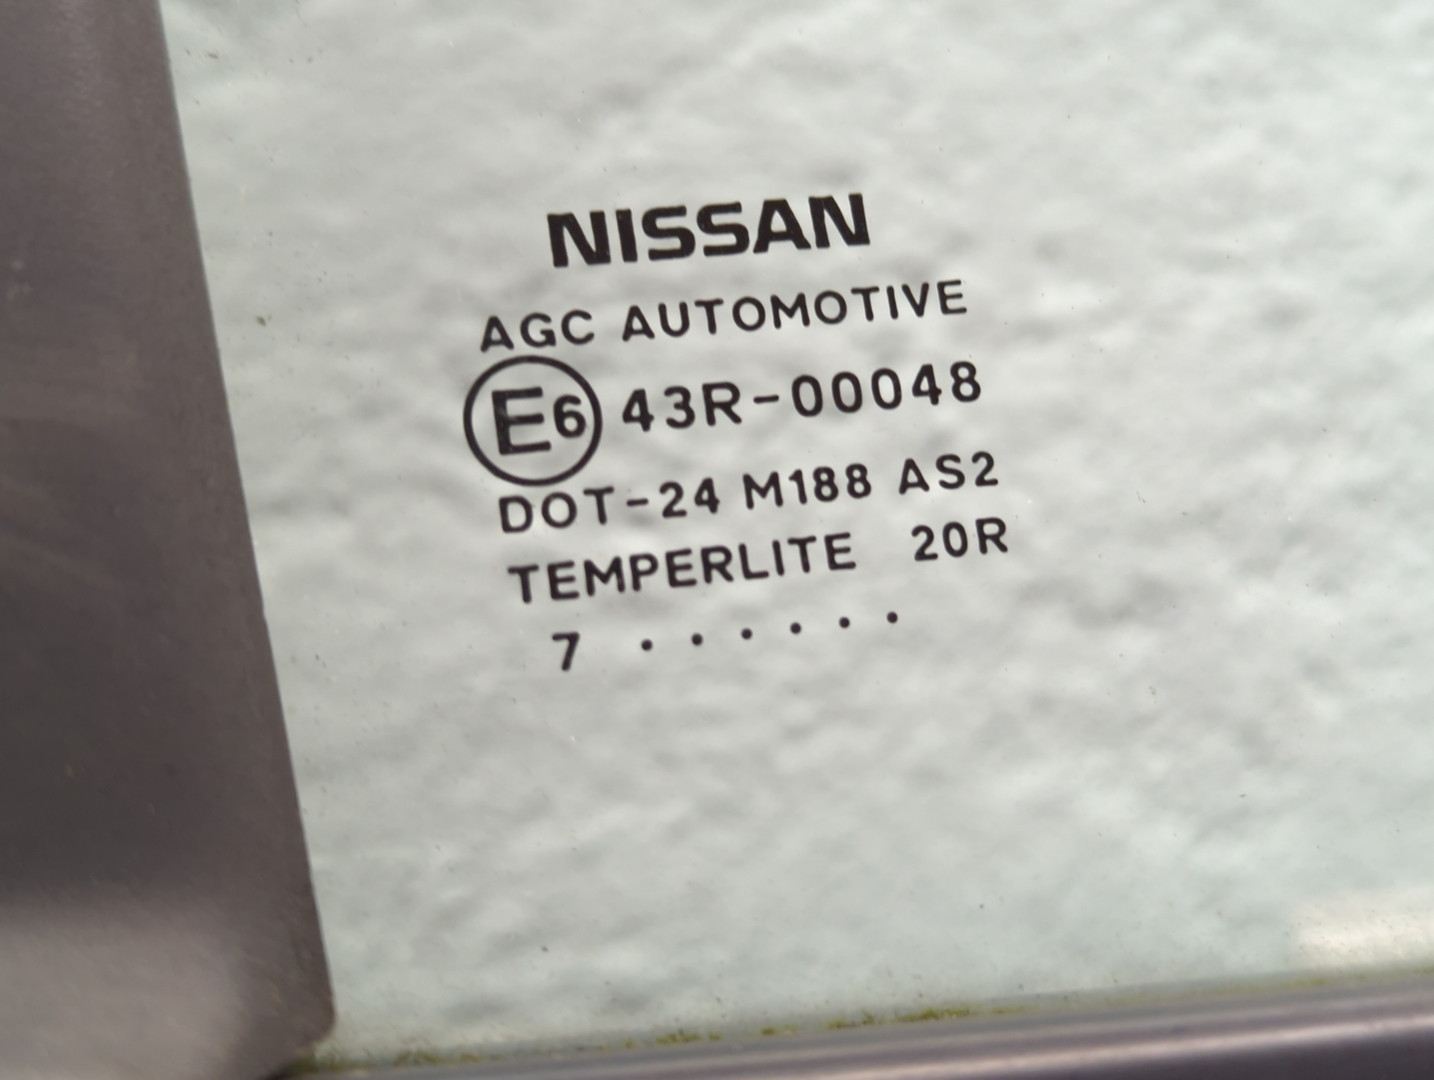 NISSAN
AGC AUTOMOTIVE
E6 43R-00048
DOT-24 M188 AS2
TEMPERLITE 20R
7 · · · · · ·